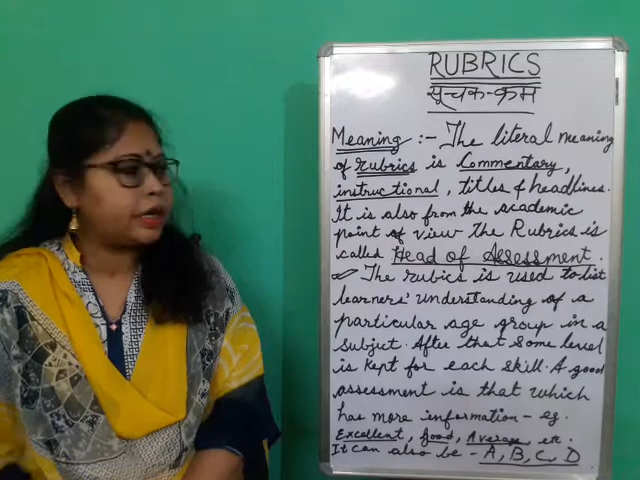 RUBRICS
सूचक-क्रम
Meaning :- The literal meaning
of rubrics is Commentary,
instructional, titles & headlines.
It is also from the academic
point of view the Rubrics is
called Head of Assessment.
The rubics is used to list
learners' understanding of a
particular age group in a
Subject. After that some level
is kept for each skill. A good
assessment is that which
has more information - eg.
Excellent, good, Average etc.
It can also be - A, B, C, D